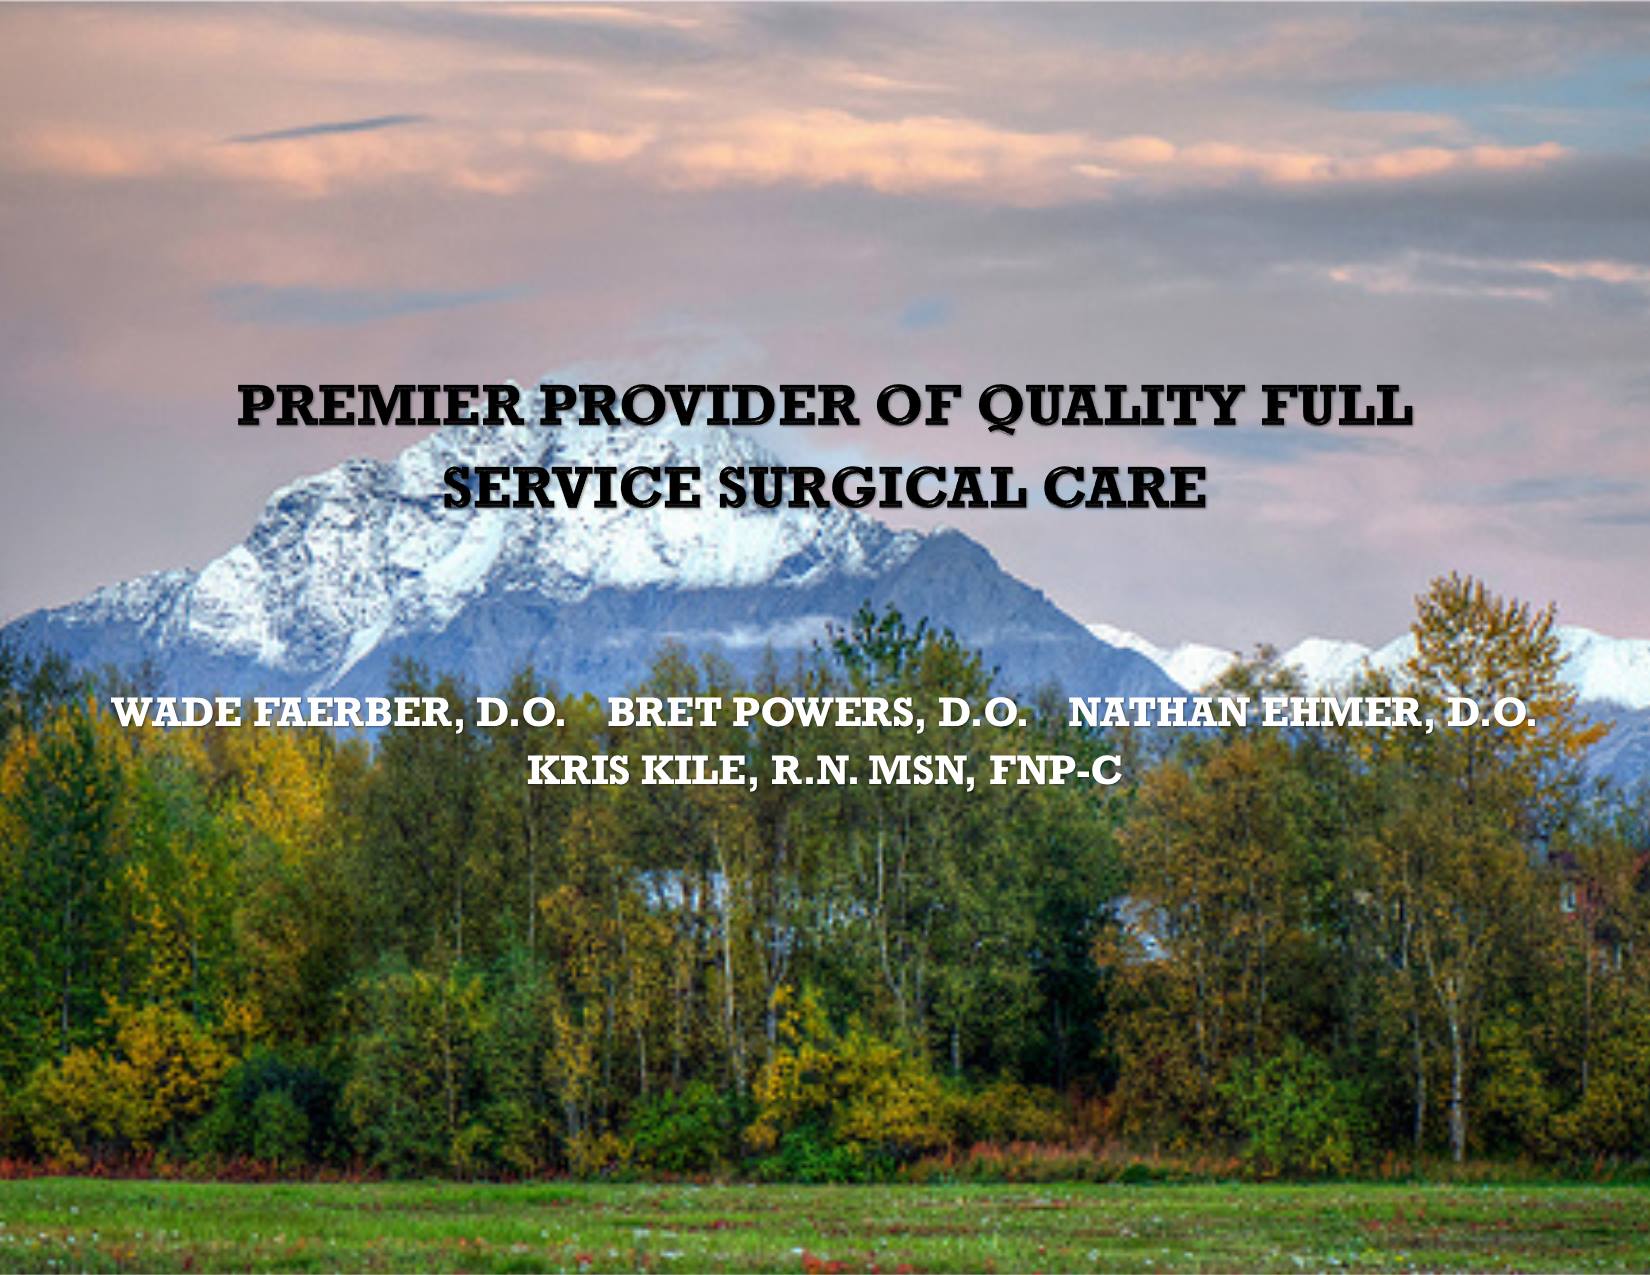 PREMIER PROVIDER OF QUALITY FULL
SERVICE SURGICAL CARE
WADE FAERBER, D.O. BRET POWERS, D.O. NATHAN EHMER, D.O.
KRIS KILE, R.N. MSN, FNP-C